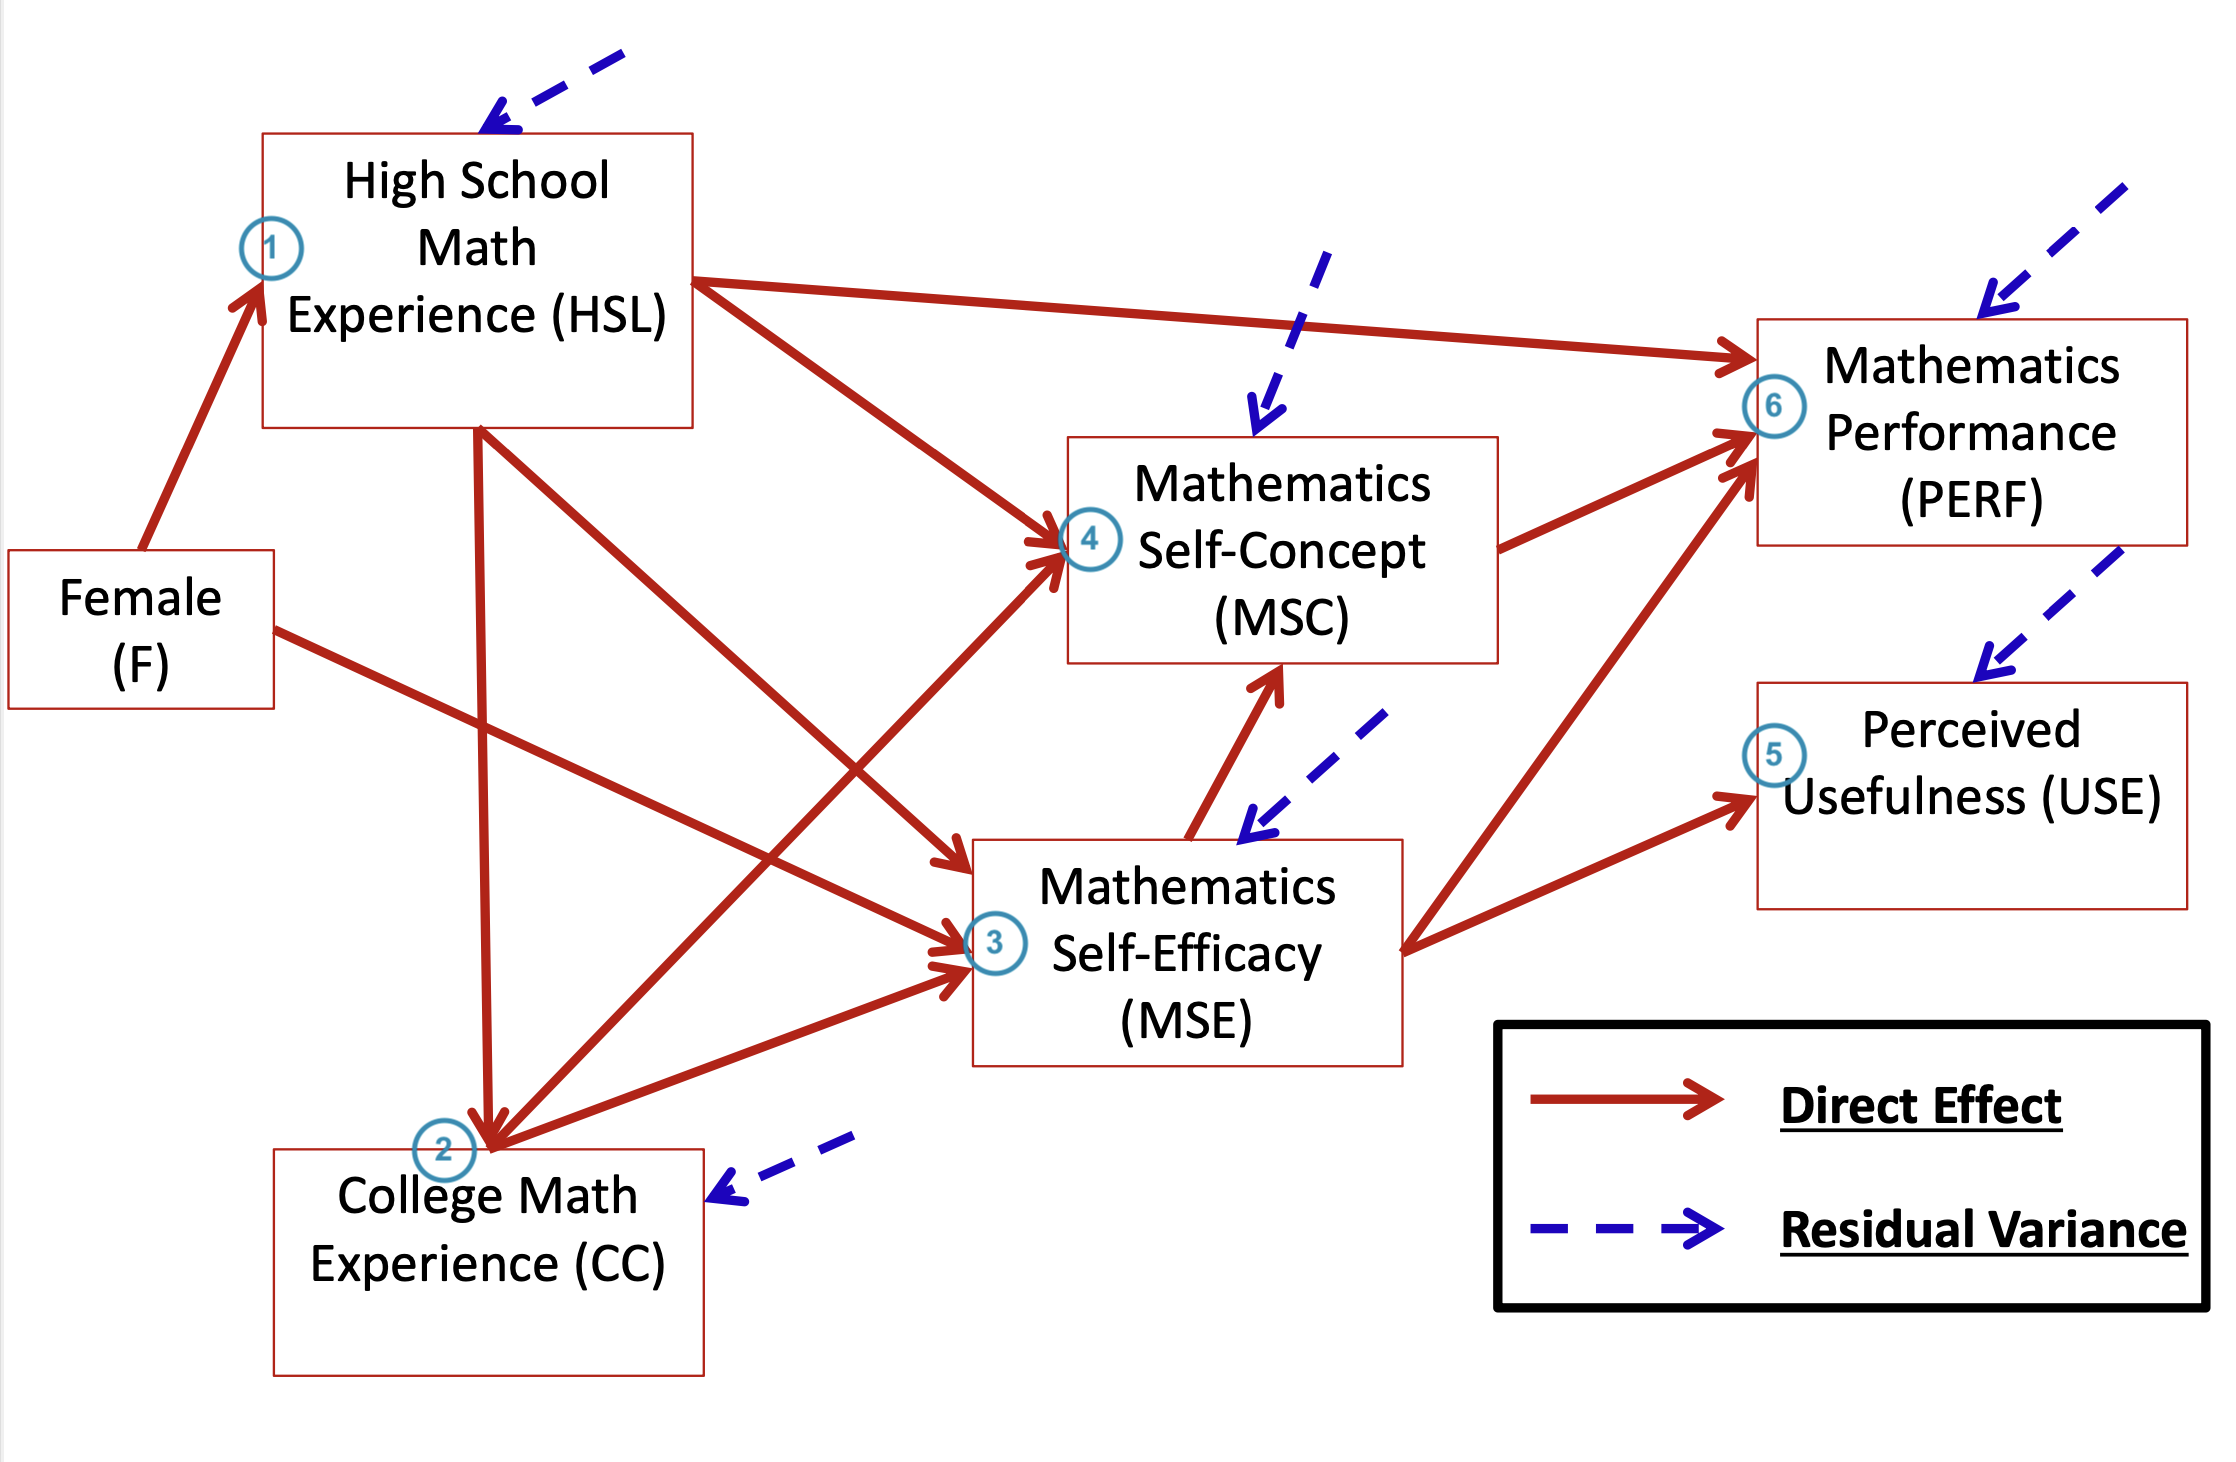 High School
Math
Experience (HSL)
1
Female
(F)
Mathematics
Self-Concept
(MSC)
4
Mathematics
Performance
(PERF)
6
Perceived
Usefulness (USE)
5
Mathematics
Self-Efficacy
(MSE)
3
2
College Math
Experience (CC)
Direct Effect
Residual Variance